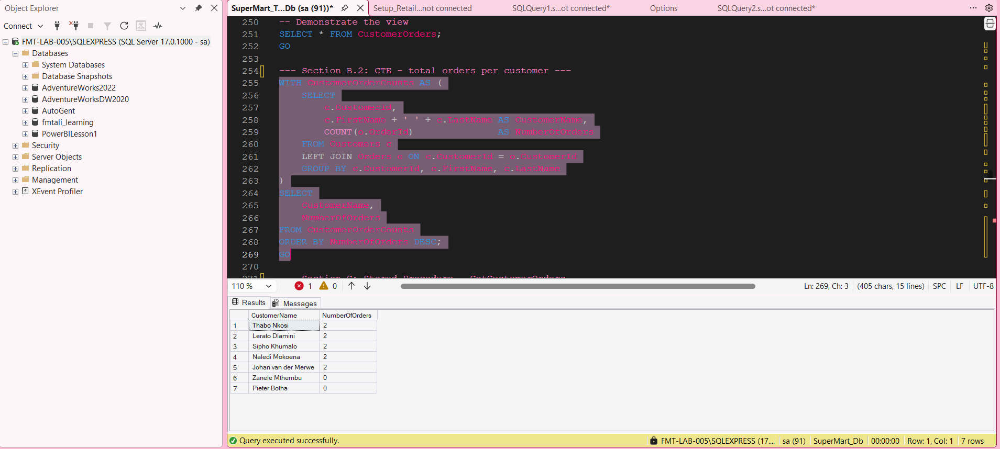 Object Explorer
Connect
FMT-LAB-005\SQLEXPRESS (SQL Server 17.0.1000 - sa)
Databases
System Databases
Database Snapshots
AdventureWorks2022
AdventureWorksDW2020
AutoGent
fmtali_learning
PowerBILesson1
Security
Server Objects
Replication
Management
XEvent Profiler
SuperMart_T...Db (sa (91))*
Setup_Retail...not connected
SQLQuery1.s...ot connected*
Options
SQLQuery2.s...ot connected*
250 -- Demonstrate the view
251 SELECT * FROM CustomerOrders;
252 GO
253
254 --- Section B.2: CTE - total orders per customer ---
255 WITH CustomerOrderCounts AS (
256 SELECT
257 c.CustomerId,
258 c.FirstName + ' ' + c.LastName AS CustomerName,
259 COUNT(o.OrderId) AS NumberOfOrders
260 FROM Customers c
261 LEFT JOIN Orders o ON c.CustomerId = o.CustomerId
262 GROUP BY c.CustomerId, c.FirstName, c.LastName
263 )
264 SELECT
265 CustomerName,
266 NumberOfOrders
267 FROM CustomerOrderCounts
268 ORDER BY NumberOfOrders DESC;
269 GO
270
271 Section C: Stored Procedure - GetCustomerOrders
110 % 1 0 Ln: 269, Ch: 3 (405 chars, 15 lines) SPC LF UTF-8
Results Messages
CustomerName NumberOfOrders
1 Thabo Nkosi 2
2 Lerato Dlamini 2
3 Sipho Khumalo 2
4 Naledi Mokoena 2
5 Johan van der Merwe 2
6 Zanele Mthembu 0
7 Pieter Botha 0
Query executed successfully. FMT-LAB-005\SQLEXPRESS (17.... sa (91) SuperMart_Db 00:00:00 Row: 1, Col: 1 7 rows